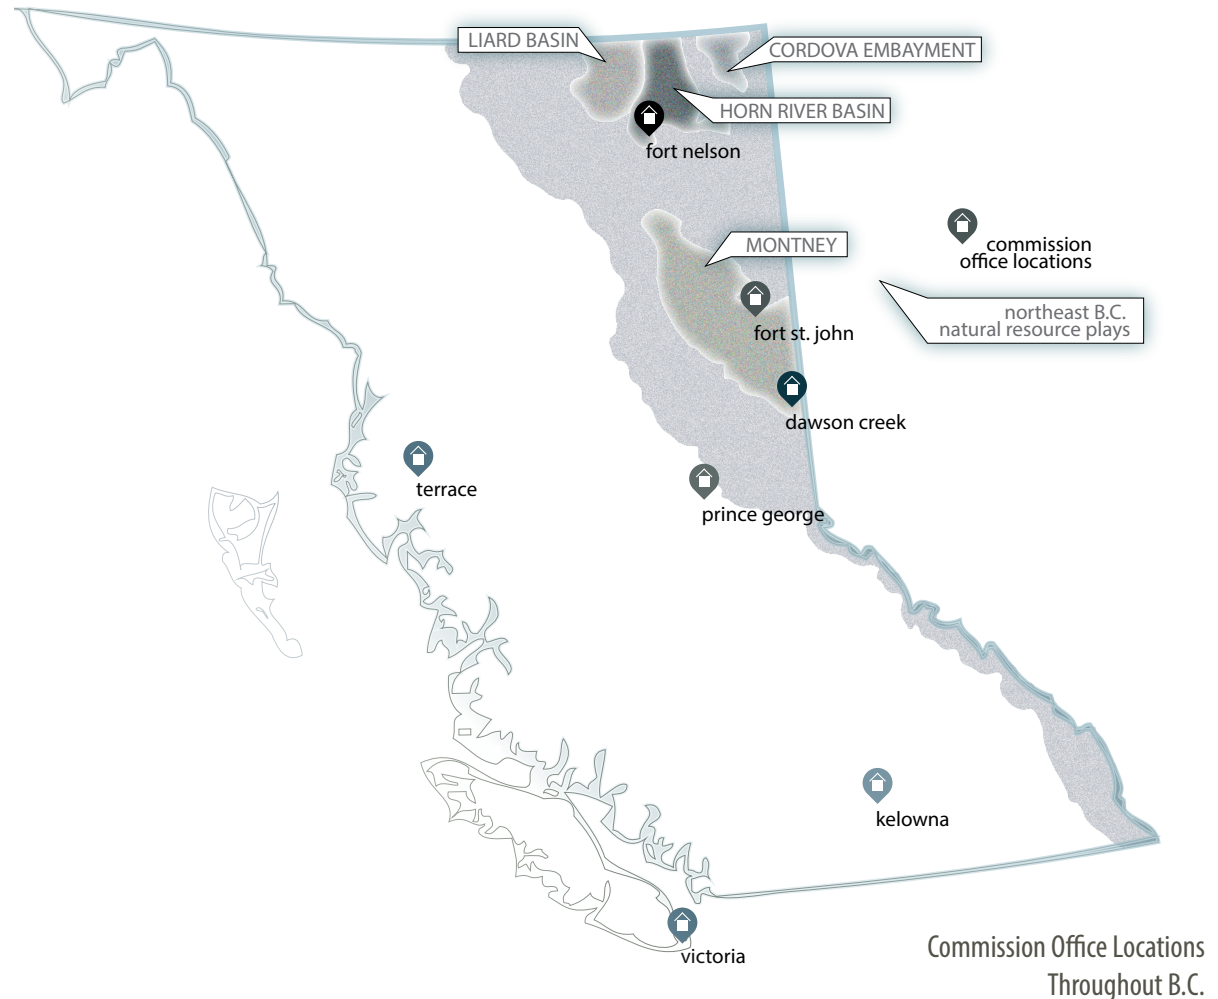 LIARD BASIN
CORDOVA EMBAYMENT
HORN RIVER BASIN
fort nelson
MONTNEY
commission
office locations
northeast B.C.
natural resource plays
fort st. john
dawson creek
terrace
prince george
kelowna
victoria
Commission Office Locations
Throughout B.C.